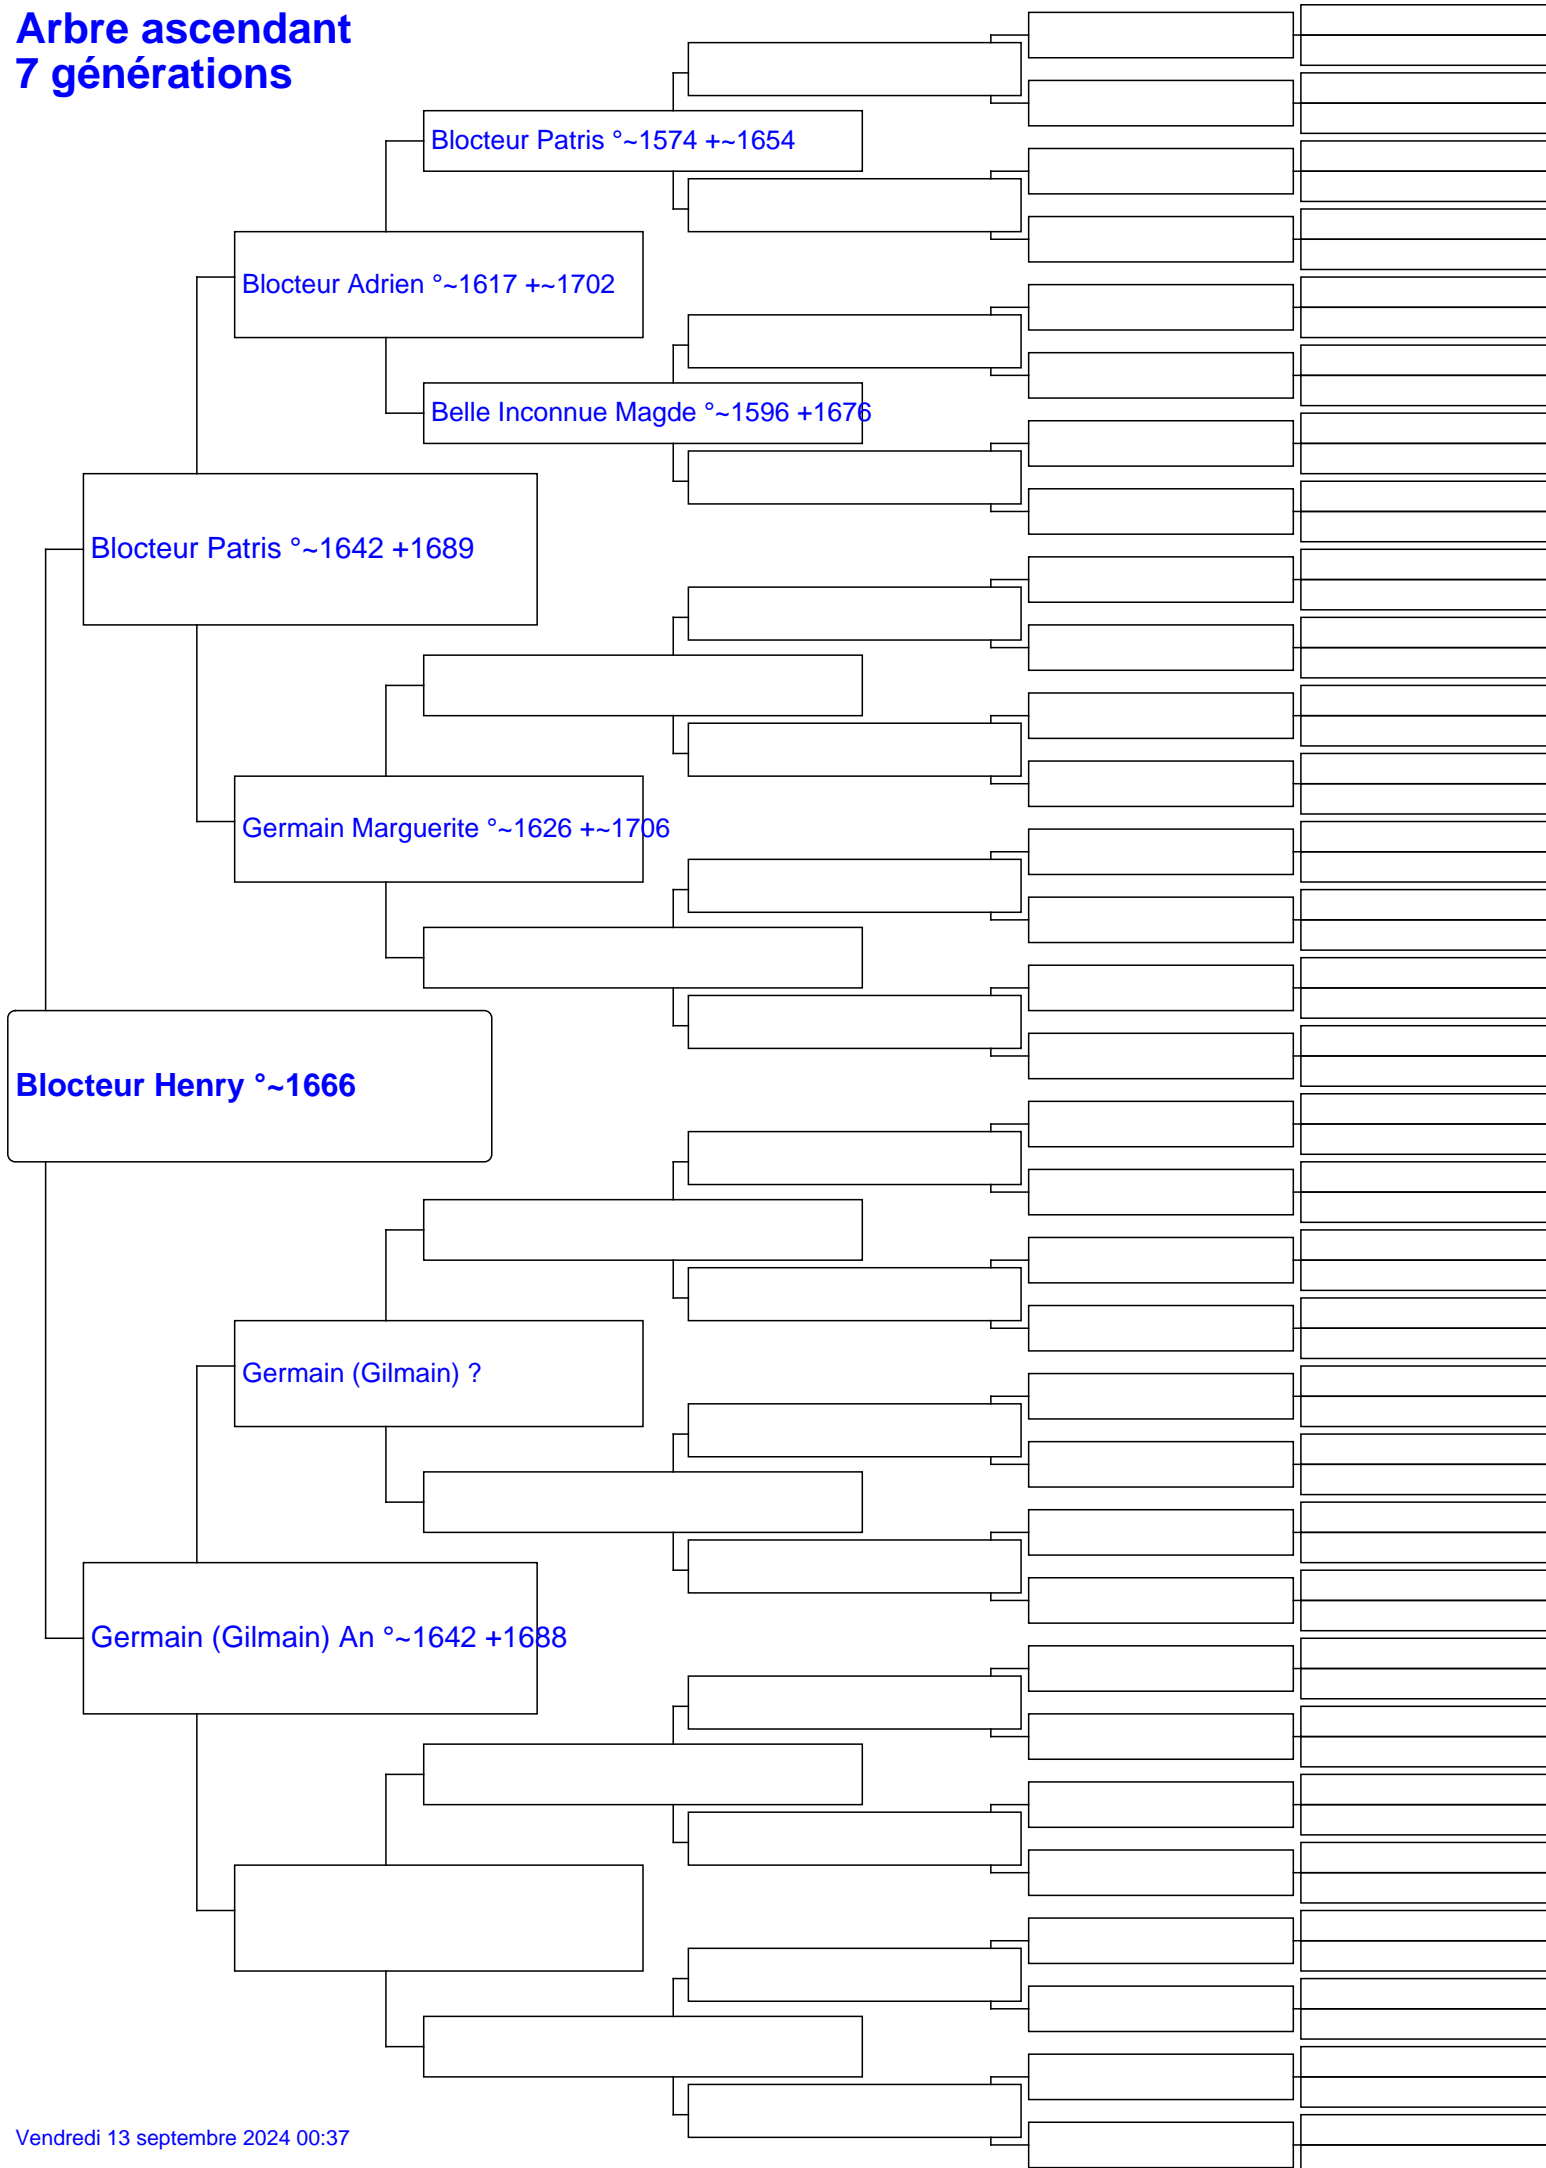 Arbre ascendant
7 générations
Blocteur Patris °~1574 +~1654
Blocteur Adrien °~1617 +~1702
Belle Inconnue Magde °~1596 +1676
Blocteur Patris °~1642 +1689
Germain Marguerite °~1626 +~1706
Blocteur Henry °~1666
Germain (Gilmain) ?
Germain (Gilmain) An °~1642 +1688
Vendredi 13 septembre 2024 00:37